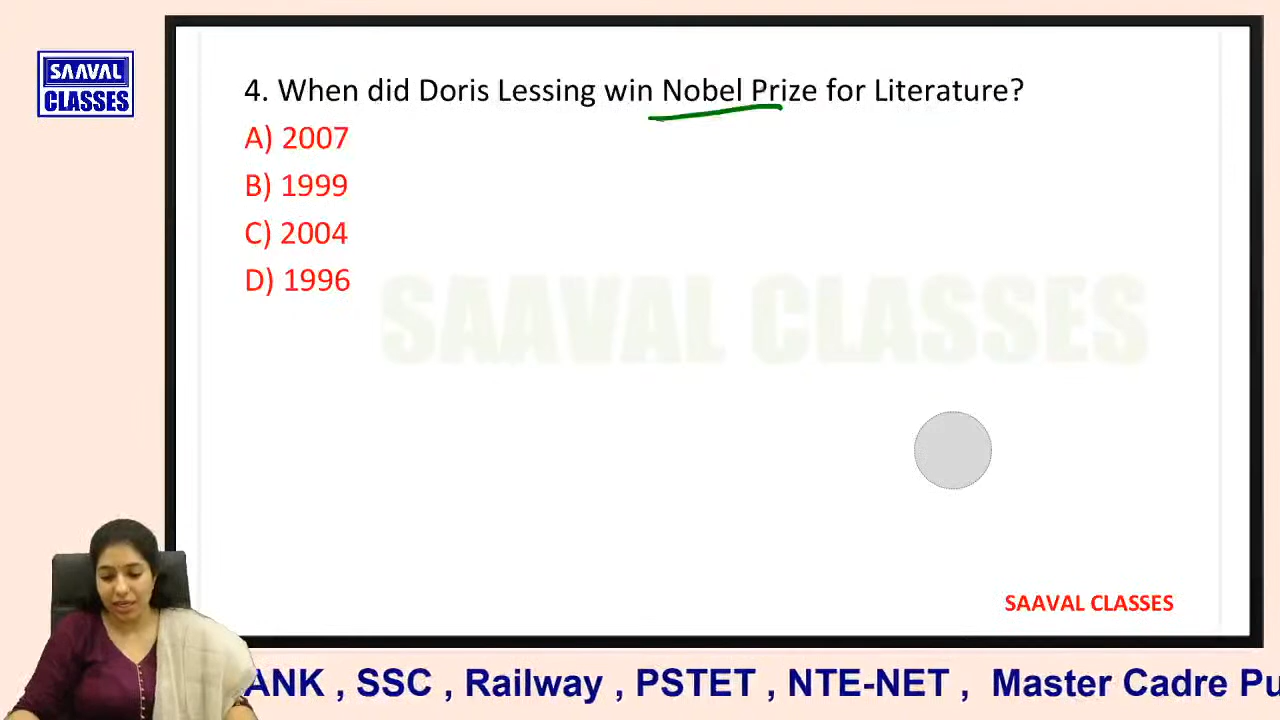 SAAVAL
CLASSES
4. When did Doris Lessing win Nobel Prize for Literature?
A) 2007
B) 1999
C) 2004
D) 1996
SAAVAL CLASSES
SAAVAL CLASSES
ANK , SSC , Railway , PSTET , NTE-NET , Master Cadre Pu